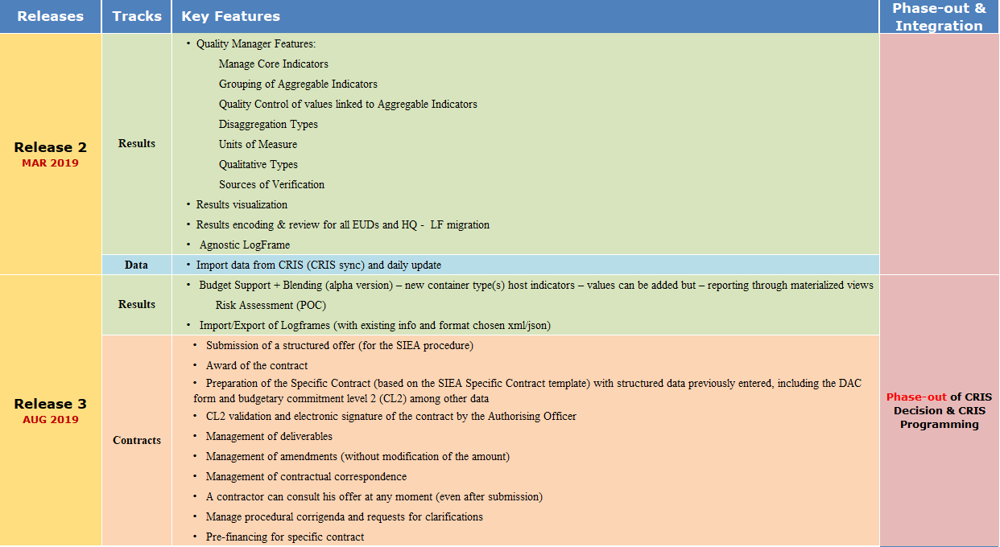 Releases
Tracks
Key Features
Phase-out &
Integration
Release 2
MAR 2019
Results
• Quality Manager Features:
Manage Core Indicators
Grouping of Aggregable Indicators
Quality Control of values linked to Aggregable Indicators
Disaggregation Types
Units of Measure
Qualitative Types
Sources of Verification
• Results visualization
• Results encoding & review for all EUDs and HQ - LF migration
• Agnostic LogFrame
Data
• Import data from CRIS (CRIS sync) and daily update
Release 3
AUG 2019
Results
• Budget Support + Blending (alpha version) – new container type(s) host indicators – values can be added but – reporting through materialized views
Risk Assessment (POC)
• Import/Export of Logframes (with existing info and format chosen xml/json)
Contracts
• Submission of a structured offer (for the SIEA procedure)
• Award of the contract
• Preparation of the Specific Contract (based on the SIEA Specific Contract template) with structured data previously entered, including the DAC
form and budgetary commitment level 2 (CL2) among other data
• CL2 validation and electronic signature of the contract by the Authorising Officer
• Management of deliverables
• Management of amendments (without modification of the amount)
• Management of contractual correspondence
• A contractor can consult his offer at any moment (even after submission)
• Manage procedural corrigenda and requests for clarifications
• Pre-financing for specific contract
Phase-out of CRIS
Decision & CRIS
Programming